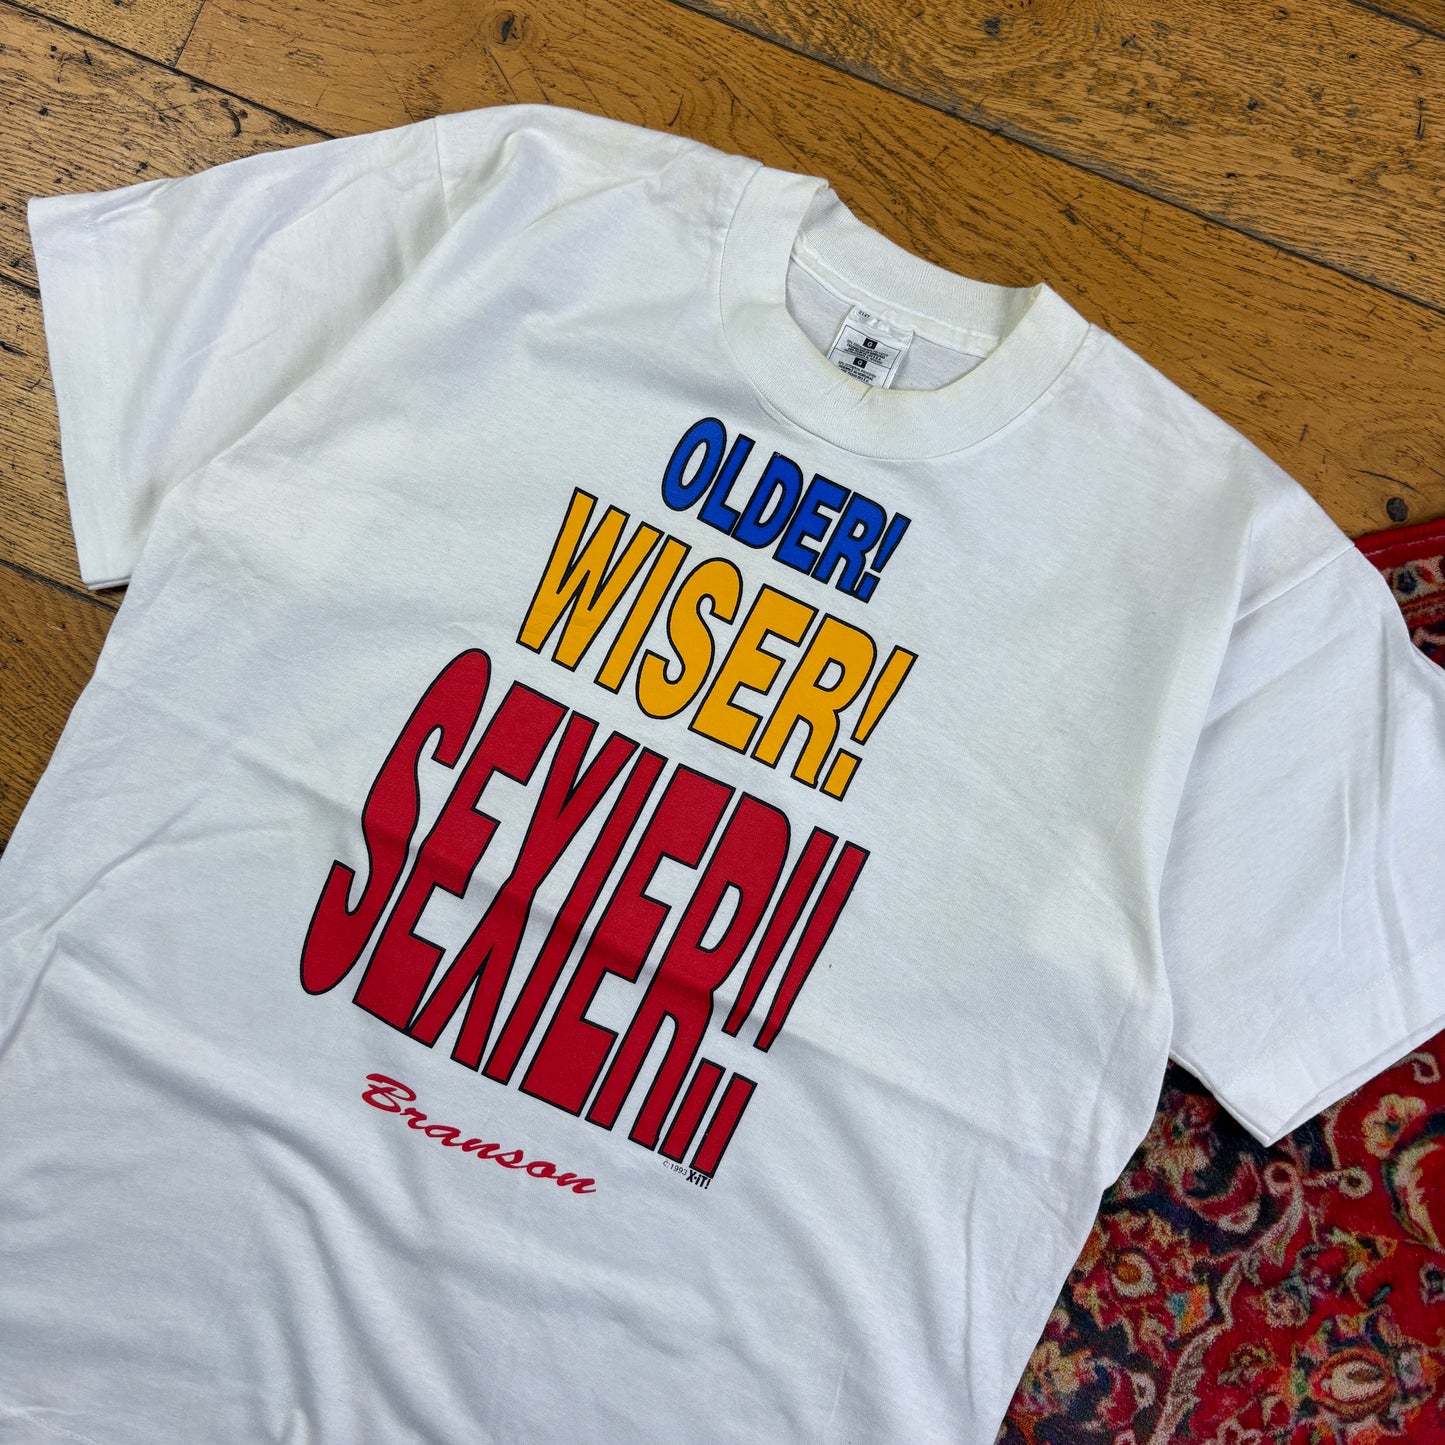 OLDER!
WISER!
SEXIER!!
Branson
© 1993 X-IT!
G
G